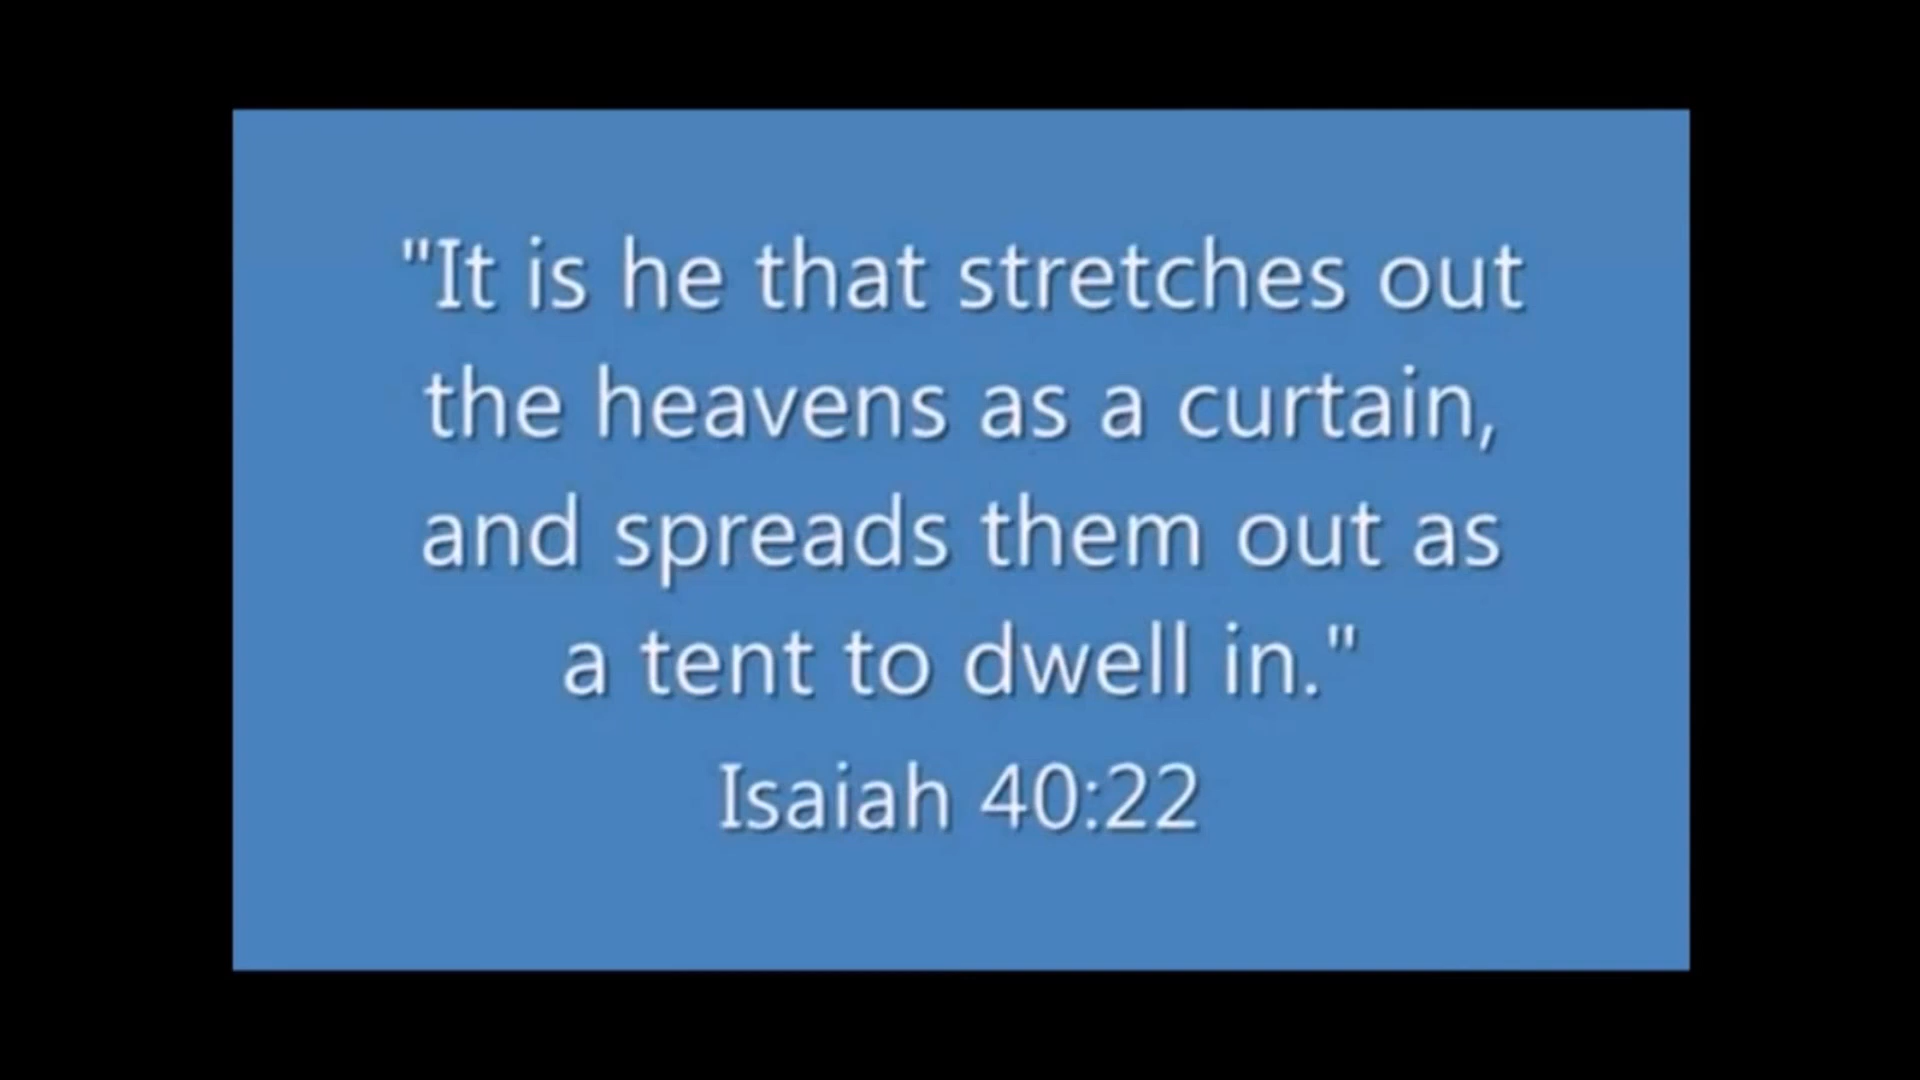 "It is he that stretches out
the heavens as a curtain,
and spreads them out as
a tent to dwell in."
Isaiah 40:22